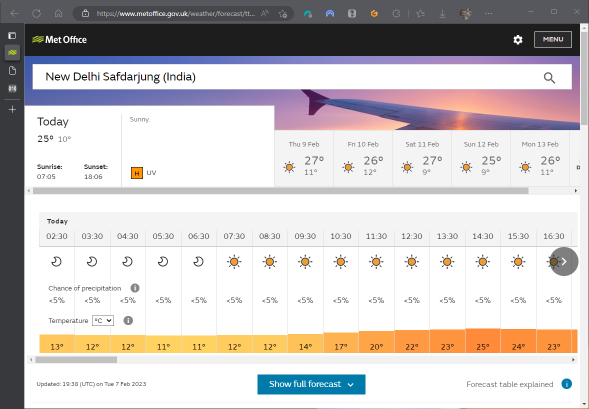 https://www.metoffice.gov.uk/weather/forecast/tt...
Met Office
MENU
New Delhi Safdarjung (India)
Today
25° 10°
Sunny.
Sunrise: Sunset:
07:05 18:06
H UV
Thu 9 Feb Fri 10 Feb Sat 11 Feb Sun 12 Feb Mon 13 Feb
27° 26° 27° 25° 26°
11° 12° 9° 9° 11°
Today
02:30 03:30 04:30 05:30 06:30 07:30 08:30 09:30 10:30 11:30 12:30 13:30 14:30 15:30 16:30
Chance of precipitation
<5% <5% <5% <5% <5% <5% <5% <5% <5% <5% <5% <5% <5% <5% <5%
Temperature °C
13° 12° 12° 11° 11° 12° 12° 14° 17° 20° 22° 23° 25° 24° 23°
Updated: 19:38 (UTC) on Tue 7 Feb 2023
Show full forecast
Forecast table explained